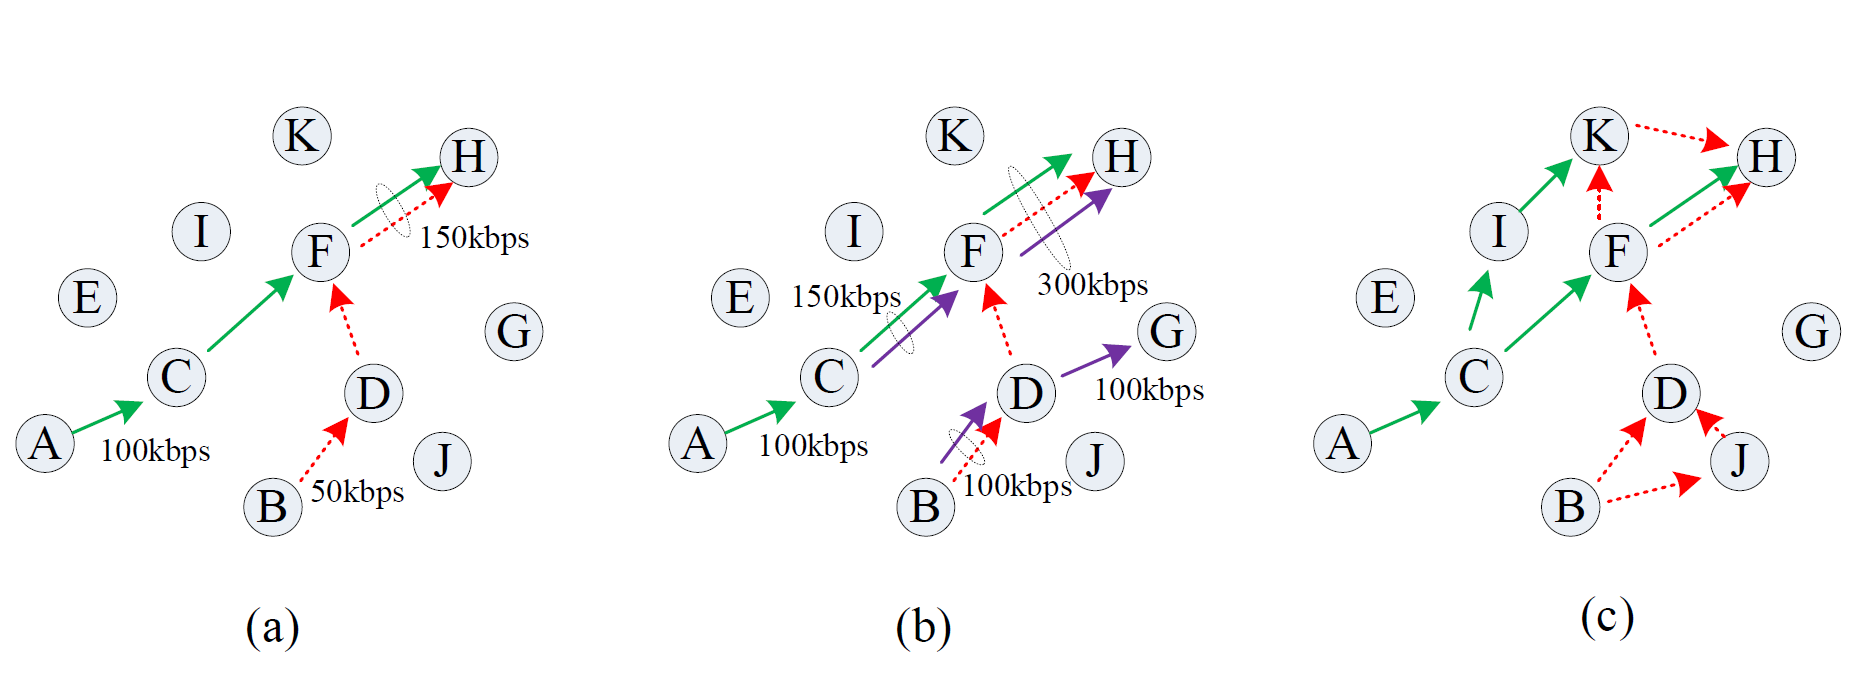 K
H
I
F
150kbps
E
G
C
D
A
100kbps
J
50kbps
B
(a)
K
H
I
F
150kbps
300kbps
E
G
C
D
100kbps
A
100kbps
J
100kbps
B
(b)
K
H
I
F
E
G
C
D
A
J
B
(c)